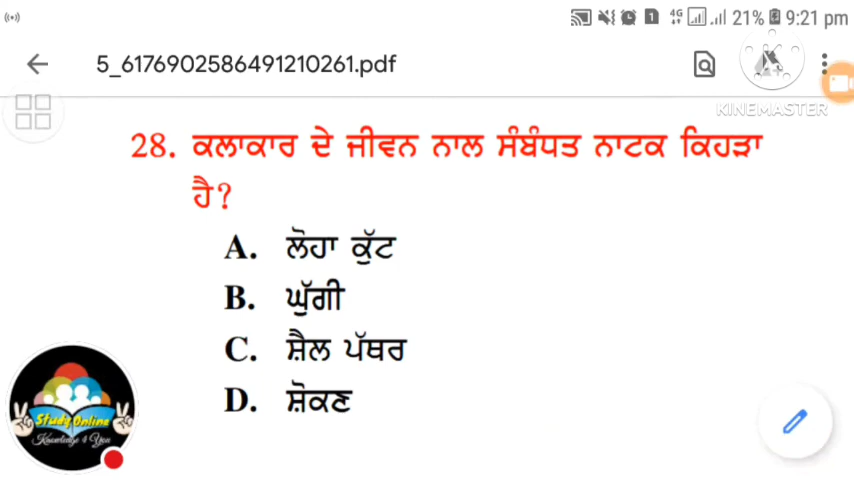 21% 9:21 pm
5_6176902586491210261.pdf
KINEMASTER
28. ਕਲਾਕਾਰ ਦੇ ਜੀਵਨ ਨਾਲ ਸੰਬੰਧਤ ਨਾਟਕ ਕਿਹੜਾ
ਹੈ?
A. ਲੋਹਾ ਕੁੱਟ
B. ਘੁੱਗੀ
C. ਸ਼ੈਲ ਪੱਥਰ
D. ਸ਼ੋਕਣ
Study Online
Knowledge 4 You